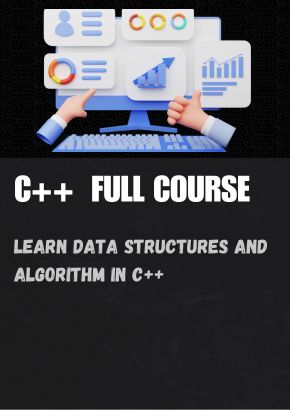 C++ FULL COURSE
LEARN DATA STRUCTURES AND
ALGORITHM IN C++